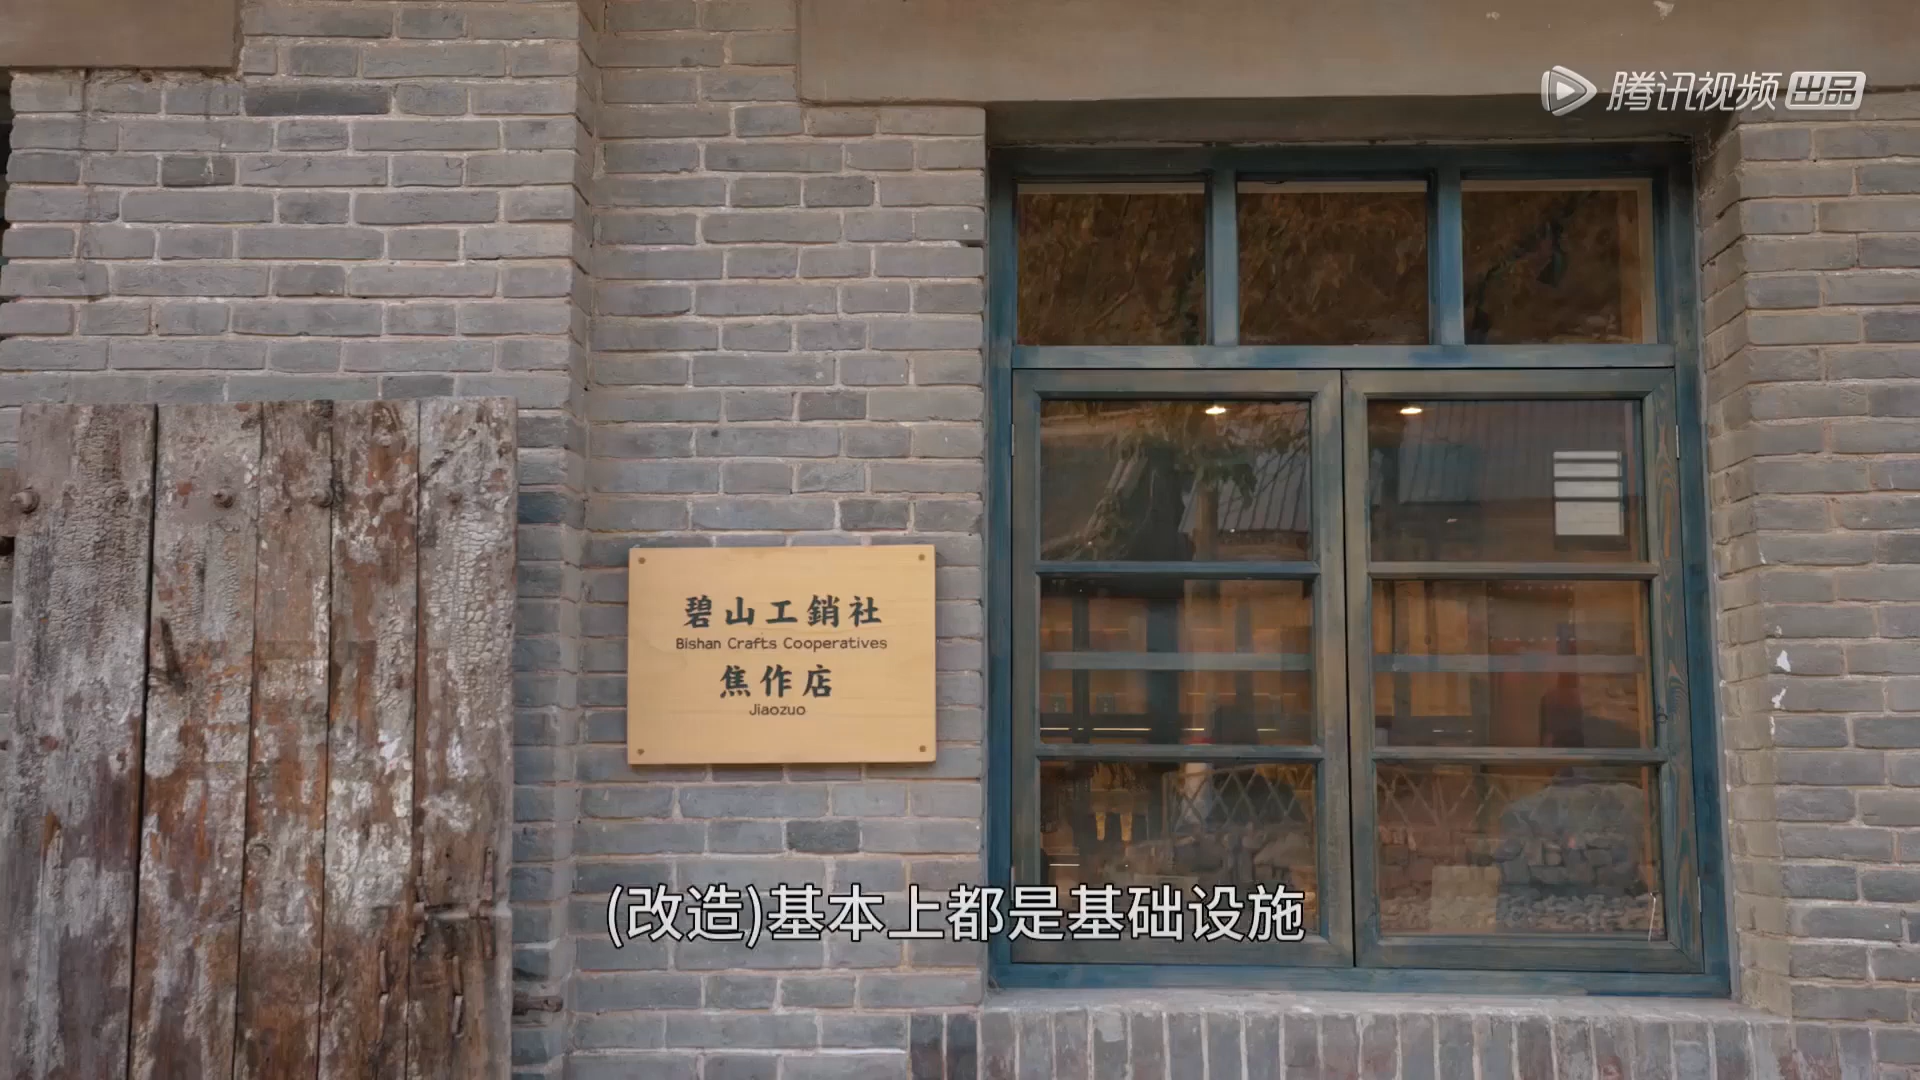 腾讯视频 出品
碧山工銷社
Bishan Crafts Cooperatives
焦作店
Jiaozuo
(改造)基本上都是基础设施